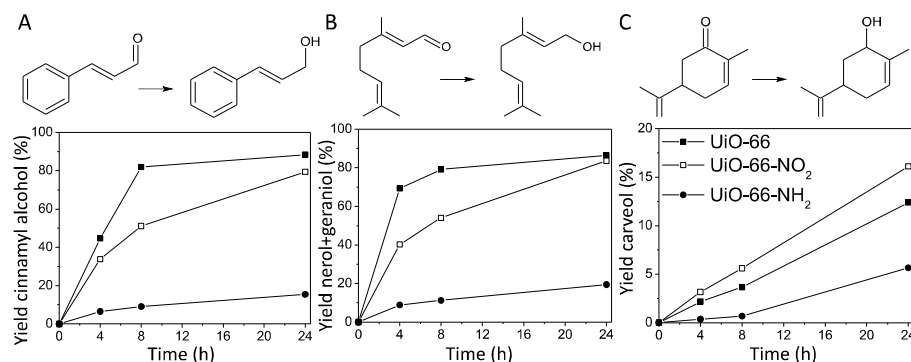 A
B
C
O
OH
O
OH
O
OH
Yield cinnamyl alcohol (%)
100
80
60
40
20
0
0 4 8 12 16 20 24
Time (h)
Yield nerol+geraniol (%)
100
80
60
40
20
0
0 4 8 12 16 20 24
Time (h)
Yield carveol (%)
20
15
10
5
0
0 4 8 12 16 20 24
Time (h)
UiO-66
UiO-66-NO₂
UiO-66-NH₂